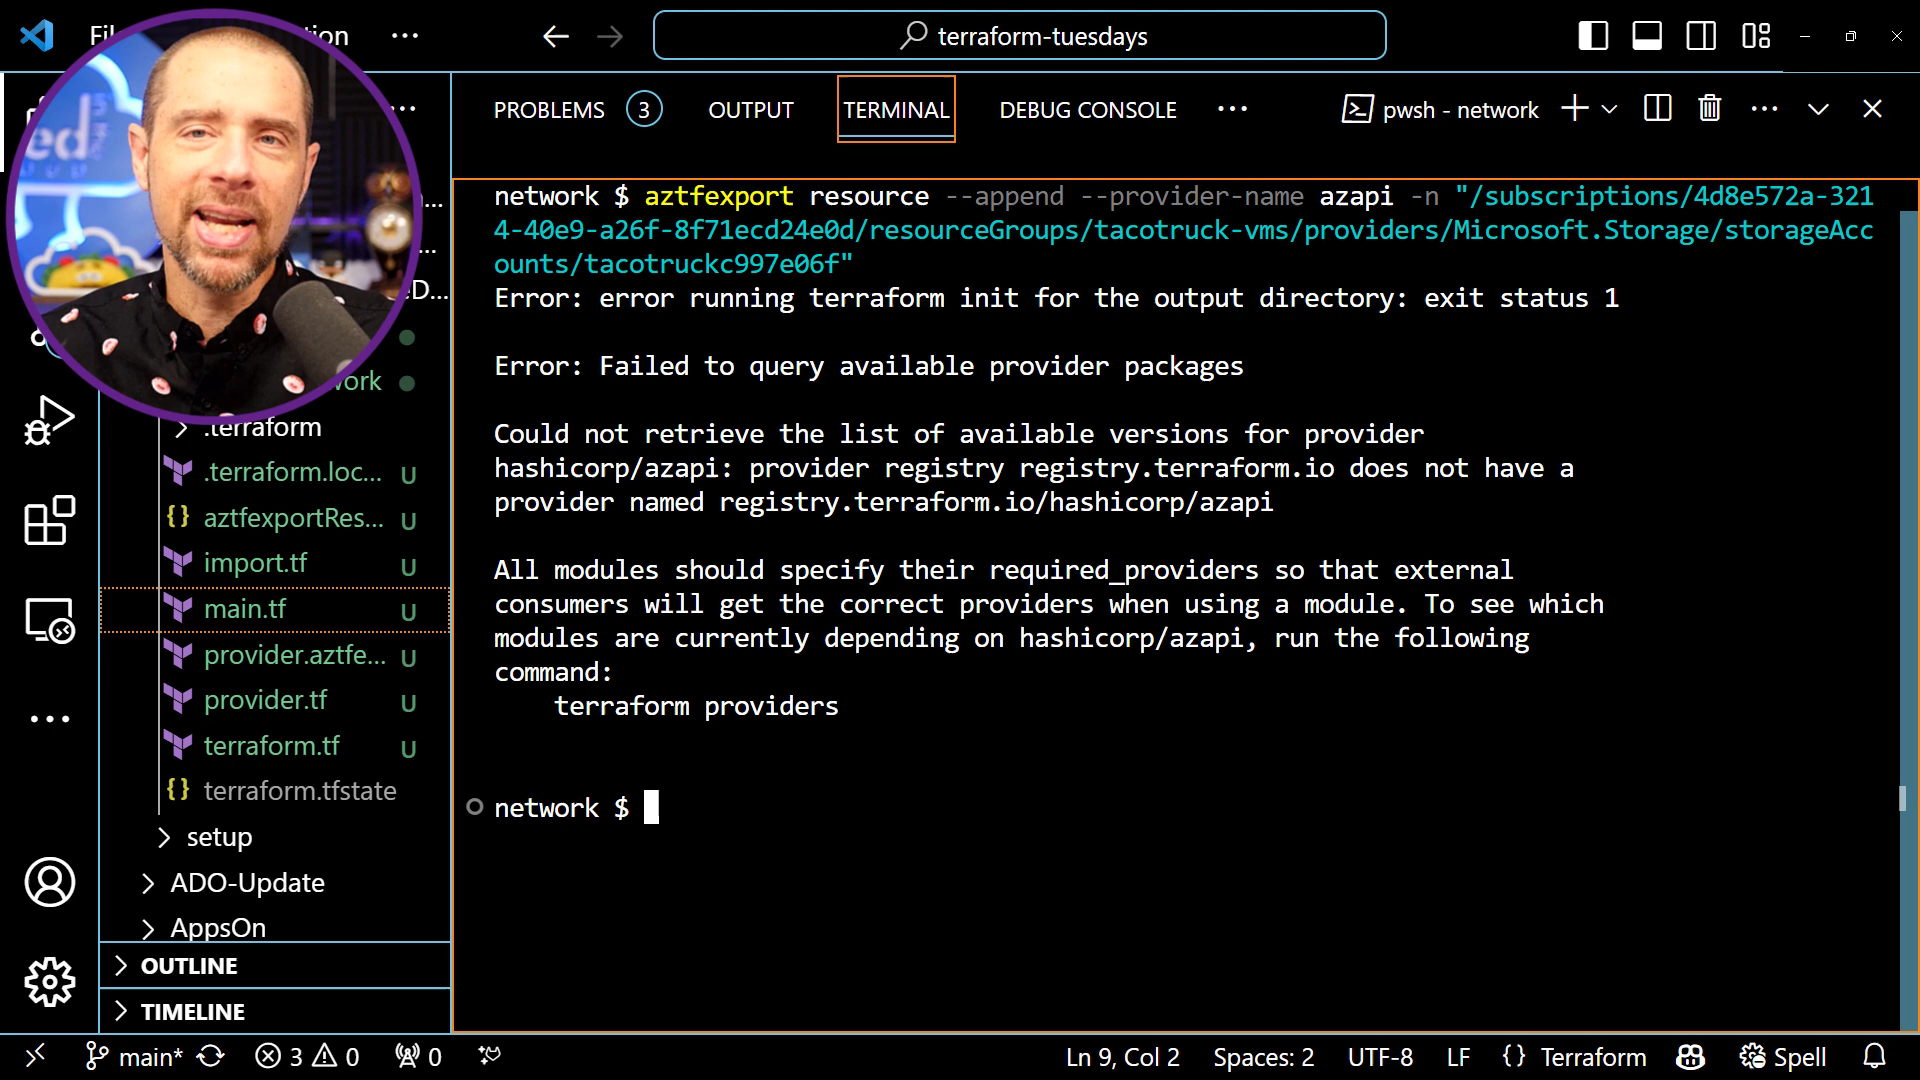 terraform-tuesdays
PROBLEMS 3 OUTPUT TERMINAL DEBUG CONSOLE ··· pwsh - network
network $ aztfexport resource --append --provider-name azapi -n "/subscriptions/4d8e572a-321
4-40e9-a26f-8f71ecd24e0d/resourceGroups/tacotruck-vms/providers/Microsoft.Storage/storageAcc
ounts/tacotruckc997e06f"
Error: error running terraform init for the output directory: exit status 1
Error: Failed to query available provider packages
Could not retrieve the list of available versions for provider
hashicorp/azapi: provider registry registry.terraform.io does not have a
provider named registry.terraform.io/hashicorp/azapi
All modules should specify their required_providers so that external
consumers will get the correct providers when using a module. To see which
modules are currently depending on hashicorp/azapi, run the following
command:
terraform providers
network $
.terraform
.terraform.loc... U
{} aztfexportRes... U
import.tf U
main.tf U
provider.aztfe... U
provider.tf U
terraform.tf U
{} terraform.tfstate
setup
ADO-Update
AppsOn
OUTLINE
TIMELINE
main* 3 0 0 Ln 9, Col 2 Spaces: 2 UTF-8 LF {} Terraform Spell